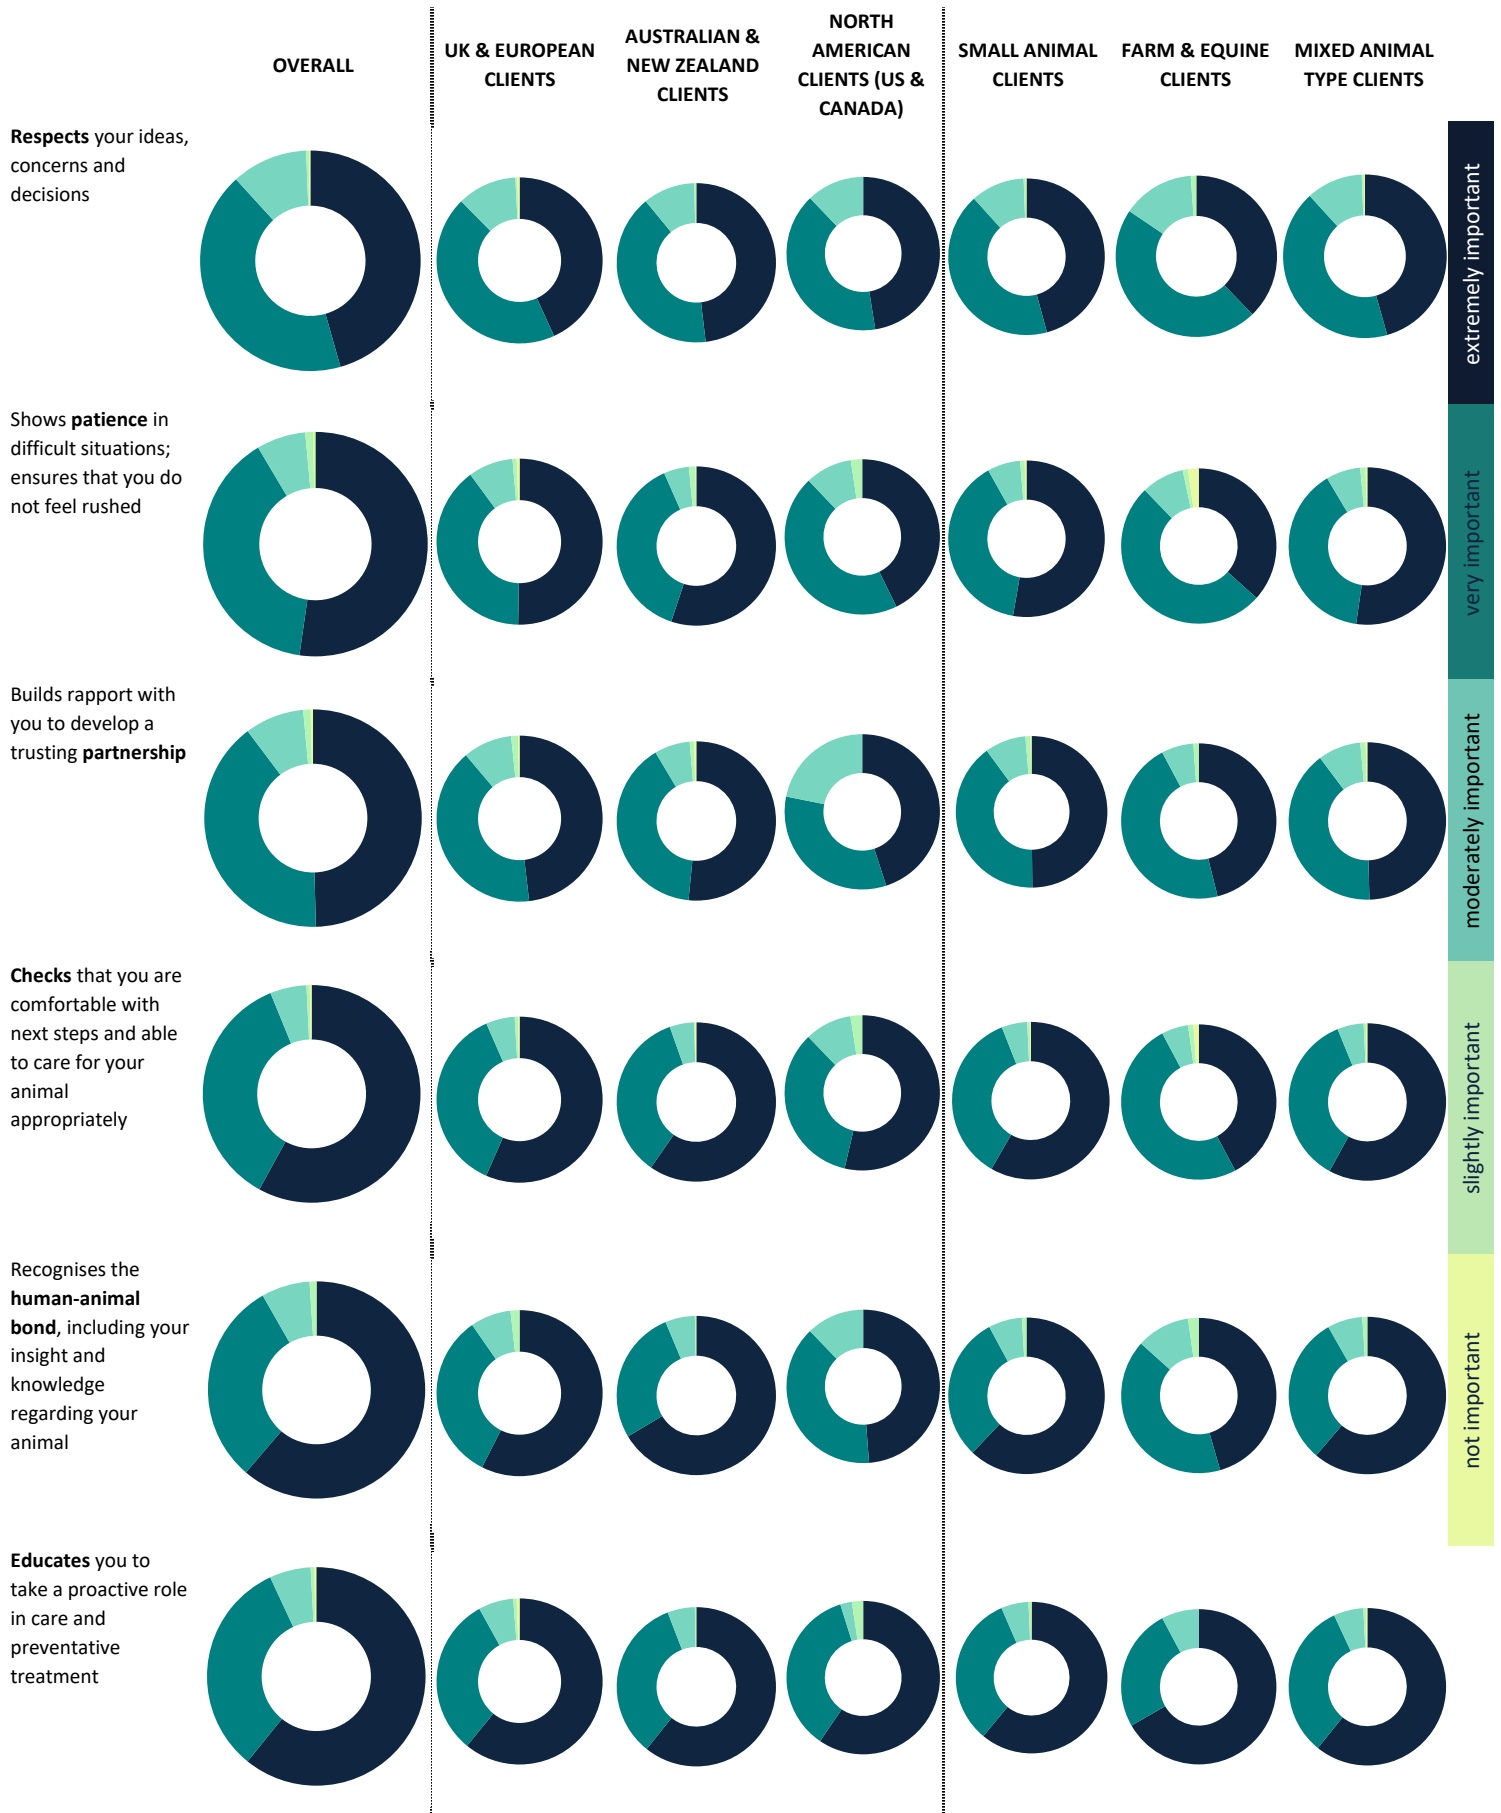 OVERALL
UK & EUROPEAN
CLIENTS
AUSTRALIAN &
NEW ZEALAND
CLIENTS
NORTH
AMERICAN
CLIENTS (US &
CANADA)
SMALL ANIMAL
CLIENTS
FARM & EQUINE
CLIENTS
MIXED ANIMAL
TYPE CLIENTS
Respects your ideas,
concerns and
decisions
Shows patience in
difficult situations;
ensures that you do
not feel rushed
Builds rapport with
you to develop a
trusting partnership
Checks that you are
comfortable with
next steps and able
to care for your
animal
appropriately
Recognises the
human-animal
bond, including your
insight and
knowledge
regarding your
animal
Educates you to
take a proactive role
in care and
preventative
treatment
extremely important
very important
moderately important
slightly important
not important